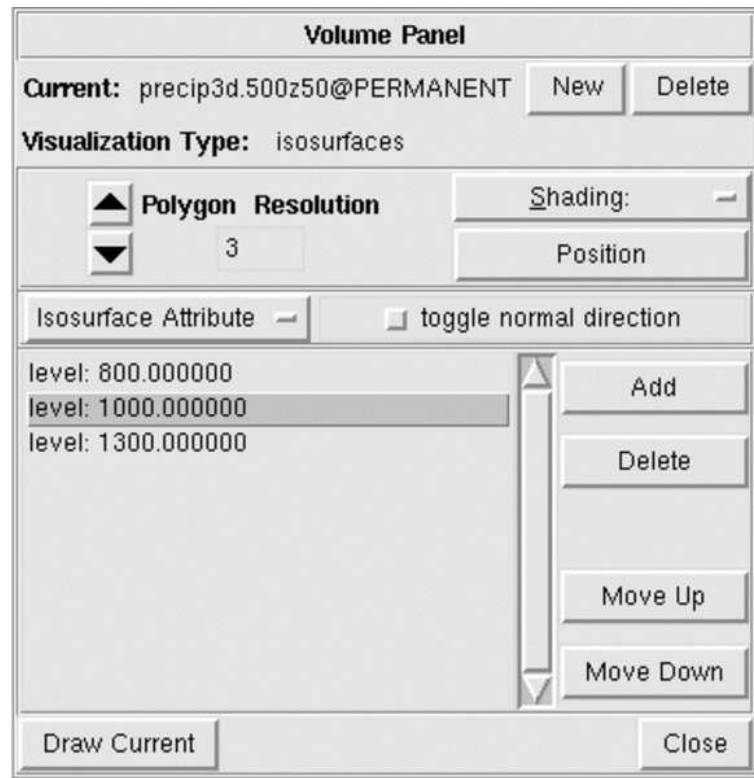 Volume Panel
Current: precip3d.500z50@PERMANENT New Delete
Visualization Type: isosurfaces
Polygon Resolution Shading:
3 Position
Isosurface Attribute toggle normal direction
level: 800.000000
level: 1000.000000
level: 1300.000000
Add
Delete
Move Up
Move Down
Draw Current Close